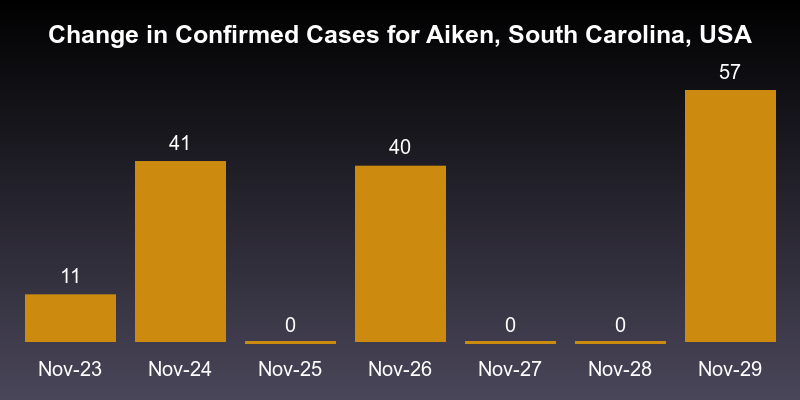 Change in Confirmed Cases for Aiken, South Carolina, USA
11
41
0
40
0
0
57
Nov-23
Nov-24
Nov-25
Nov-26
Nov-27
Nov-28
Nov-29